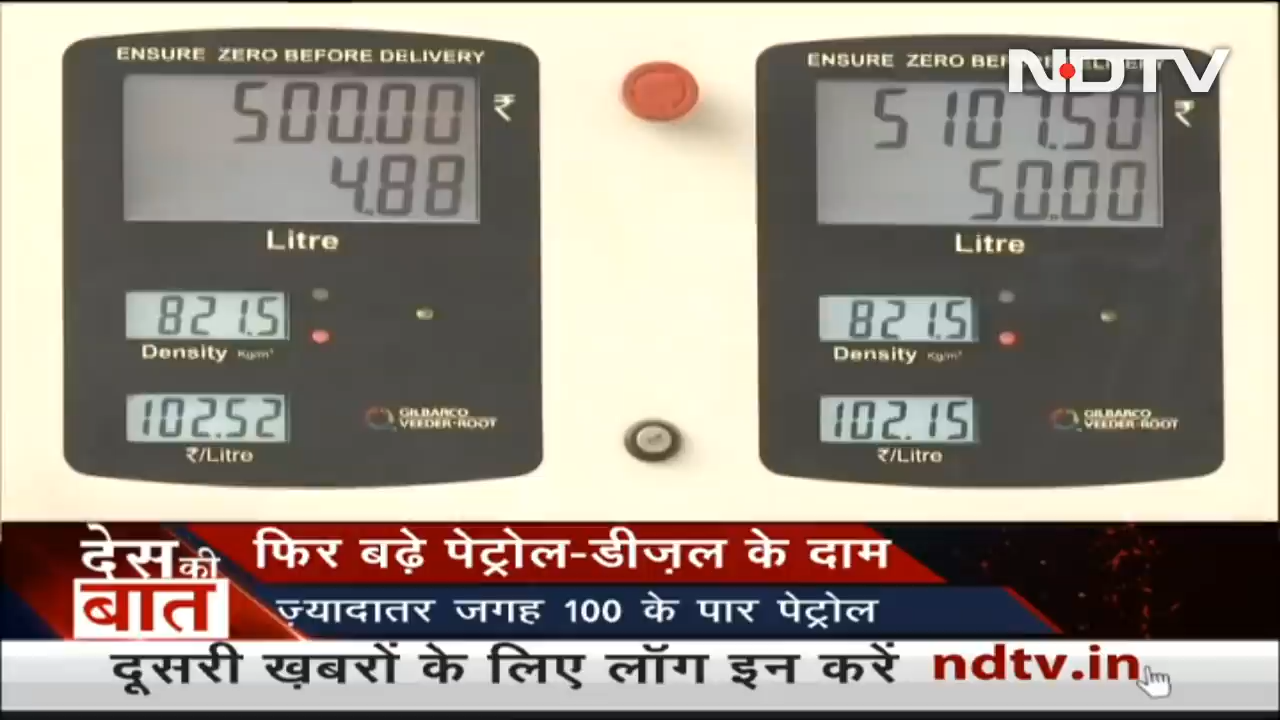 ENSURE ZERO BEFORE DELIVERY
500.00 ₹
4.88
Litre
821.5
Density Kg/m³
102.52
₹/Litre
GILBARCO
VEEDER-ROOT
NDTV
ENSURE ZERO BEFORE DELIVERY
5107.50 ₹
50.00
Litre
821.5
Density Kg/m³
102.15
₹/Litre
GILBARCO
VEEDER-ROOT
देस की
बात
फिर बढ़े पेट्रोल-डीज़ल के दाम
ज़्यादातर जगह 100 के पार पेट्रोल
दूसरी ख़बरों के लिए लॉग इन करें ndtv.in